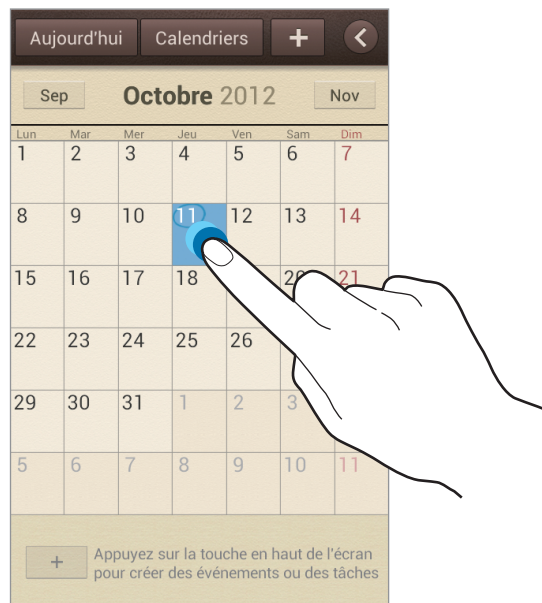 Aujourd'hui Calendriers +
Sep Octobre 2012 Nov
Lun Mar Mer Jeu Ven Sam Dim
1 2 3 4 5 6 7
8 9 10 11 12 13 14
15 16 17 18 20 21
22 23 24 25 26
29 30 31 1 2 3
5 6 7 8 9 10 11
+ Appuyez sur la touche en haut de l'écran
pour créer des événements ou des tâches